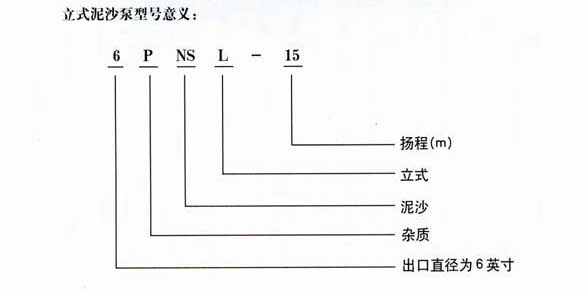 立式泥沙泵型号意义：
6 P NS L - 15
扬程(m)
立式
泥沙
杂质
出口直径为6英寸